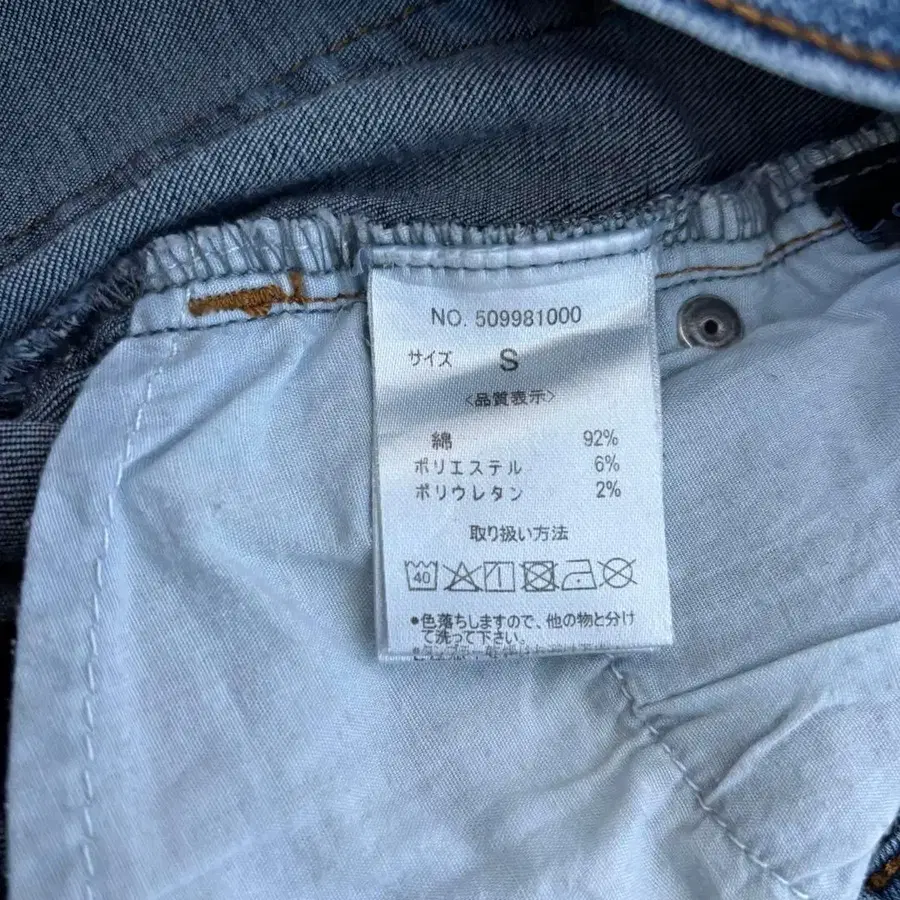 NO. 509981000
サイズ S
<品質表示>
綿 92%
ポリエステル 6%
ポリウレタン 2%
取り扱い方法
40
•色落ちしますので、他の物と分け
て洗って下さい。